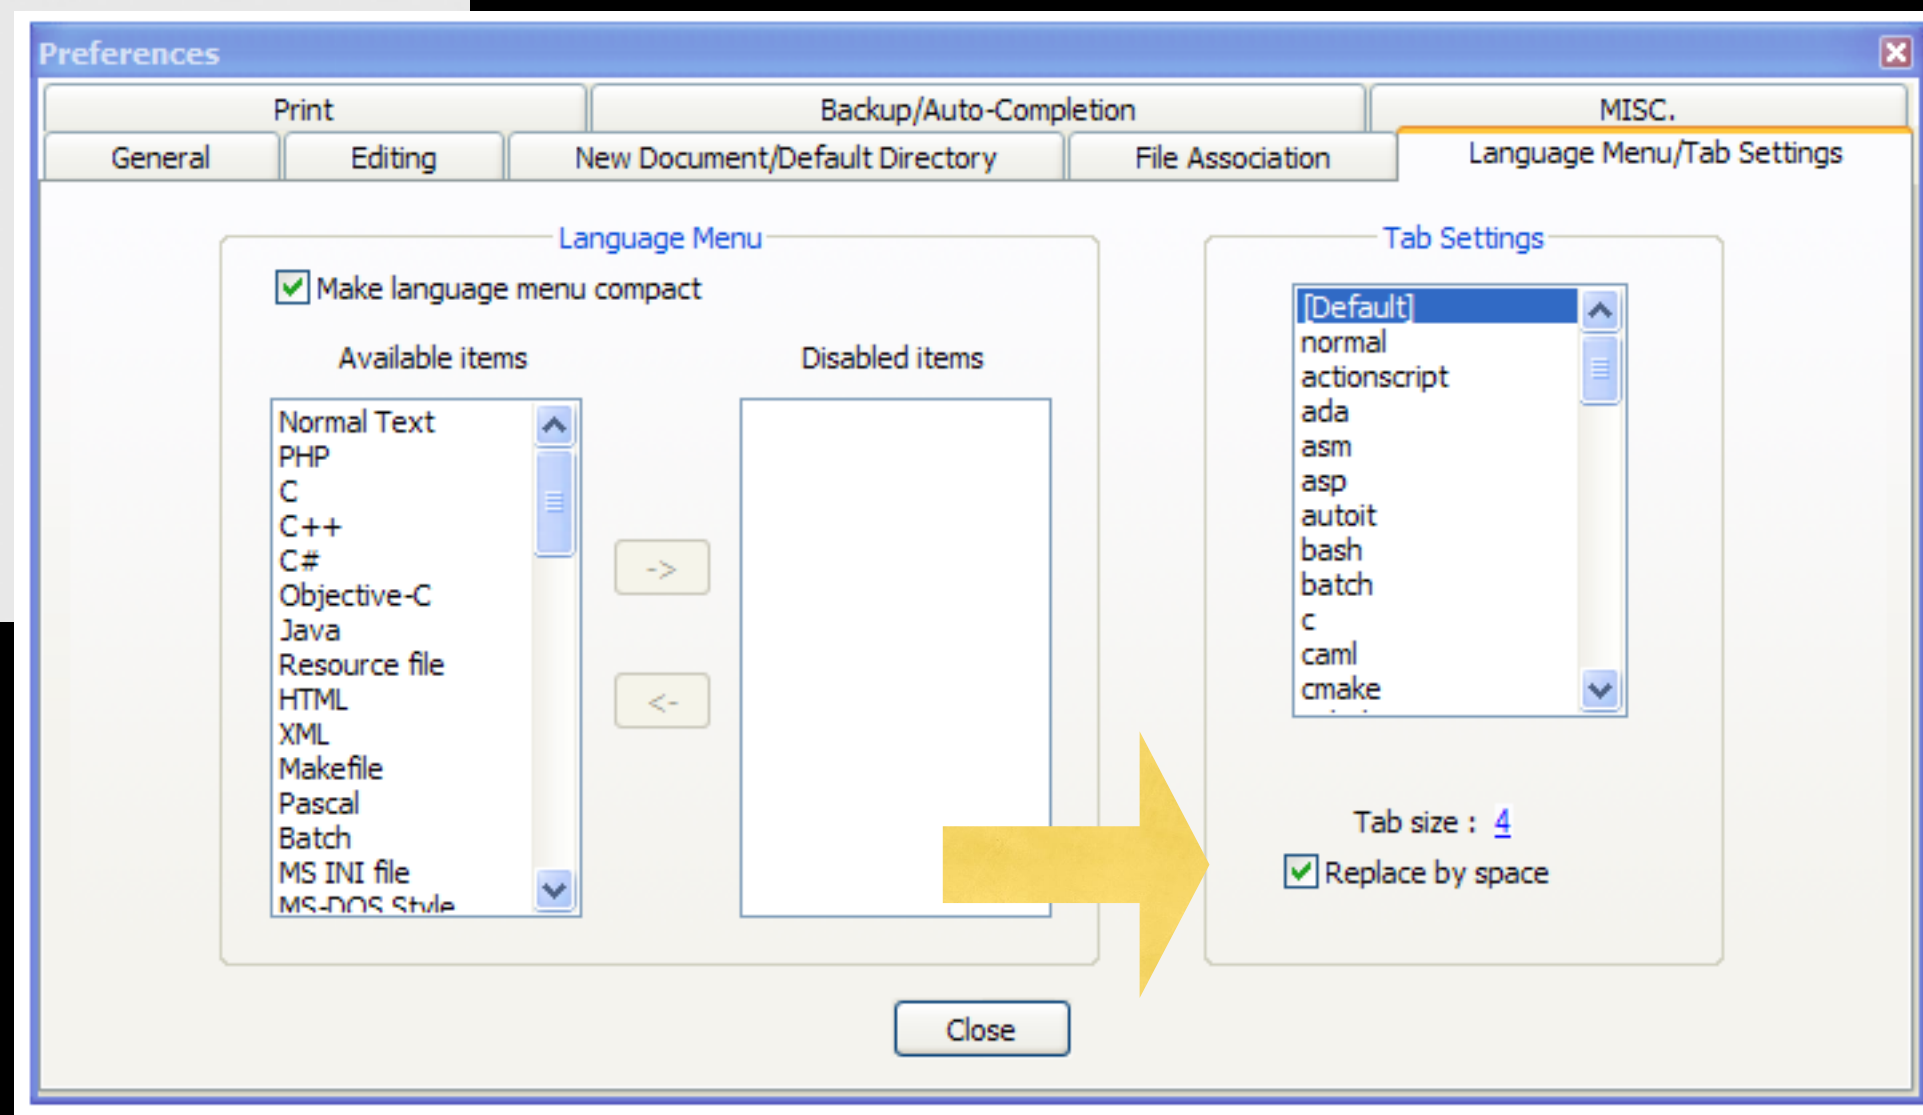 Preferences
Print
Backup/Auto-Completion
MISC.
General
Editing
New Document/Default Directory
File Association
Language Menu/Tab Settings
Language Menu
Make language menu compact
Available items
Normal Text
PHP
C
C++
C#
Objective-C
Java
Resource file
HTML
XML
Makefile
Pascal
Batch
MS INI file
MS-DOS Style
->
<-
Disabled items
Tab Settings
[Default]
normal
actionscript
ada
asm
asp
autoit
bash
batch
c
caml
cmake
Tab size : 4
Replace by space
Close